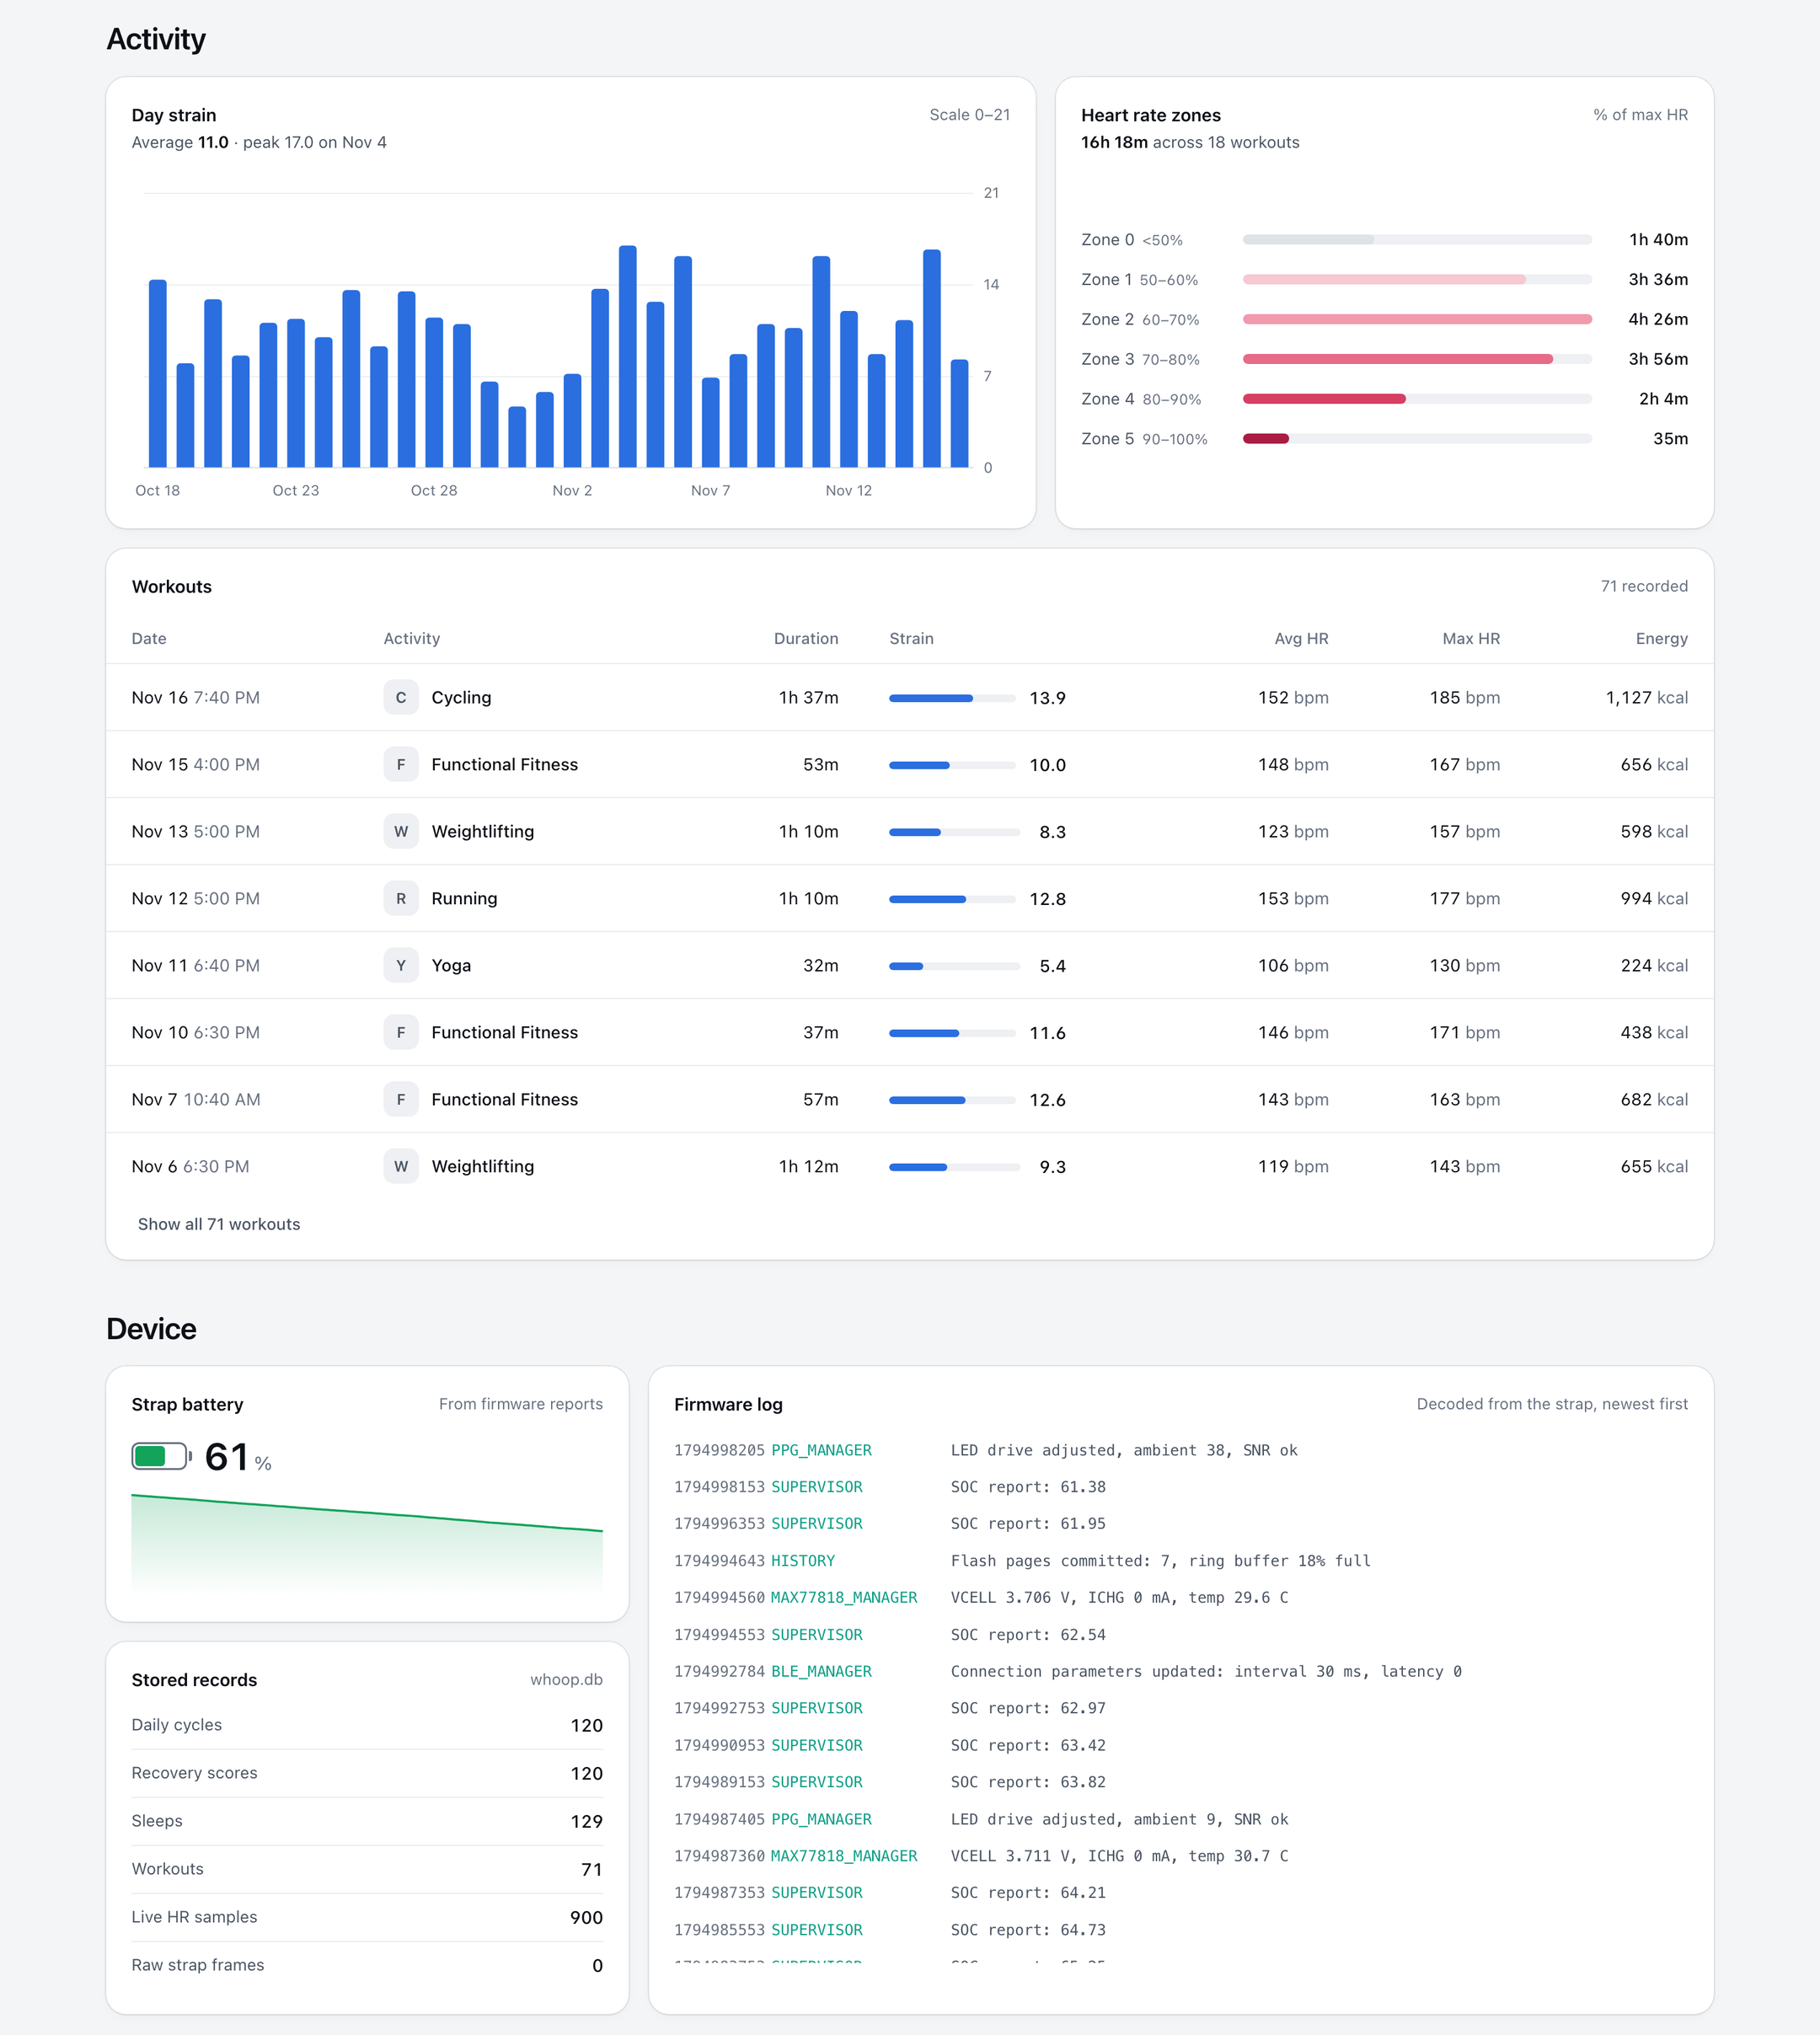 Activity
Day strain
Scale 0–21
Average 11.0 · peak 17.0 on Nov 4
21
14
7
0
Oct 18 Oct 23 Oct 28 Nov 2 Nov 7 Nov 12
Heart rate zones
% of max HR
16h 18m across 18 workouts
Zone 0 <50% 1h 40m
Zone 1 50–60% 3h 36m
Zone 2 60–70% 4h 26m
Zone 3 70–80% 3h 56m
Zone 4 80–90% 2h 4m
Zone 5 90–100% 35m
Workouts
71 recorded
Date Activity Duration Strain Avg HR Max HR Energy
Nov 16 7:40 PM C Cycling 1h 37m 13.9 152 bpm 185 bpm 1,127 kcal
Nov 15 4:00 PM F Functional Fitness 53m 10.0 148 bpm 167 bpm 656 kcal
Nov 13 5:00 PM W Weightlifting 1h 10m 8.3 123 bpm 157 bpm 598 kcal
Nov 12 5:00 PM R Running 1h 10m 12.8 153 bpm 177 bpm 994 kcal
Nov 11 6:40 PM Y Yoga 32m 5.4 106 bpm 130 bpm 224 kcal
Nov 10 6:30 PM F Functional Fitness 37m 11.6 146 bpm 171 bpm 438 kcal
Nov 7 10:40 AM F Functional Fitness 57m 12.6 143 bpm 163 bpm 682 kcal
Nov 6 6:30 PM W Weightlifting 1h 12m 9.3 119 bpm 143 bpm 655 kcal
Show all 71 workouts
Device
Strap battery
From firmware reports
61 %
Stored records
whoop.db
Daily cycles 120
Recovery scores 120
Sleeps 129
Workouts 71
Live HR samples 900
Raw strap frames 0
Firmware log
Decoded from the strap, newest first
1794998205 PPG_MANAGER LED drive adjusted, ambient 38, SNR ok
1794998153 SUPERVISOR SOC report: 61.38
1794996353 SUPERVISOR SOC report: 61.95
1794994643 HISTORY Flash pages committed: 7, ring buffer 18% full
1794994560 MAX77818_MANAGER VCELL 3.706 V, ICHG 0 mA, temp 29.6 C
1794994553 SUPERVISOR SOC report: 62.54
1794992784 BLE_MANAGER Connection parameters updated: interval 30 ms, latency 0
1794992753 SUPERVISOR SOC report: 62.97
1794990953 SUPERVISOR SOC report: 63.42
1794989153 SUPERVISOR SOC report: 63.82
1794987405 PPG_MANAGER LED drive adjusted, ambient 9, SNR ok
1794987360 MAX77818_MANAGER VCELL 3.711 V, ICHG 0 mA, temp 30.7 C
1794987353 SUPERVISOR SOC report: 64.21
1794985553 SUPERVISOR SOC report: 64.73